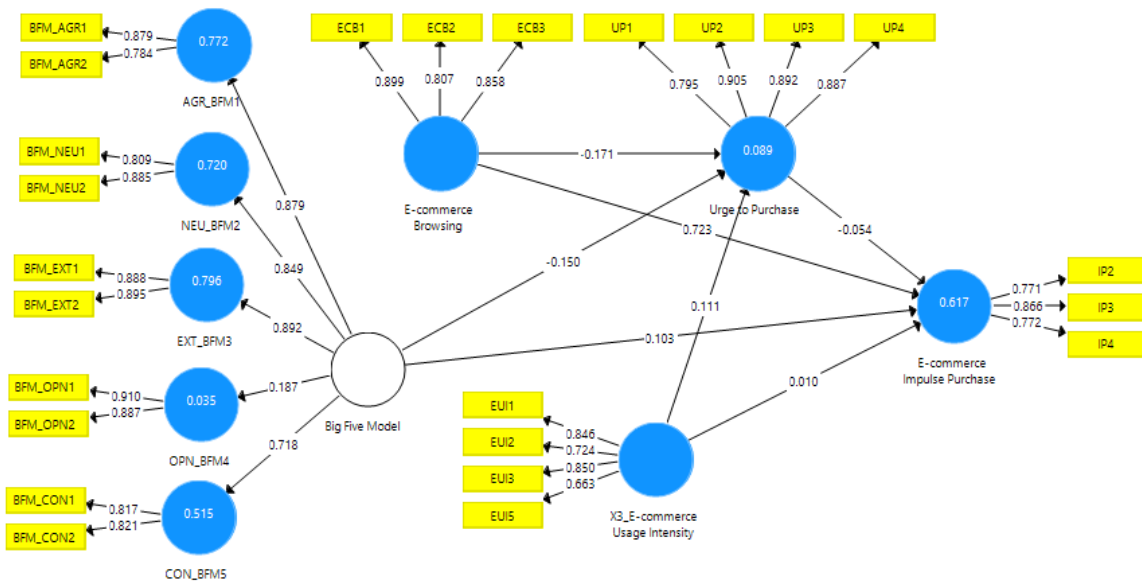 BFM_AGR1
0.879
BFM_AGR2
0.784
0.772
AGR_BFM1
BFM_NEU1
0.809
BFM_NEU2
0.885
0.720
NEU_BFM2
BFM_EXT1
0.888
BFM_EXT2
0.895
0.796
EXT_BFM3
BFM_OPN1
0.910
BFM_OPN2
0.887
0.035
OPN_BFM4
BFM_CON1
0.817
BFM_CON2
0.821
0.515
CON_BFM5
0.879
0.849
0.892
0.187
0.718
Big Five Model
ECB1
ECB2
ECB3
0.899
0.807
0.858
E-commerce
Browsing
UP1
UP2
UP3
UP4
0.795
0.905
0.892
0.887
0.089
Urge to Purchase
-0.171
0.723
-0.054
-0.150
0.111
0.103
0.010
0.617
E-commerce
Impulse Purchase
0.771
IP2
0.866
IP3
0.772
IP4
EUI1
0.846
EUI2
0.724
EUI3
0.850
EUI5
0.663
X3_E-commerce
Usage Intensity